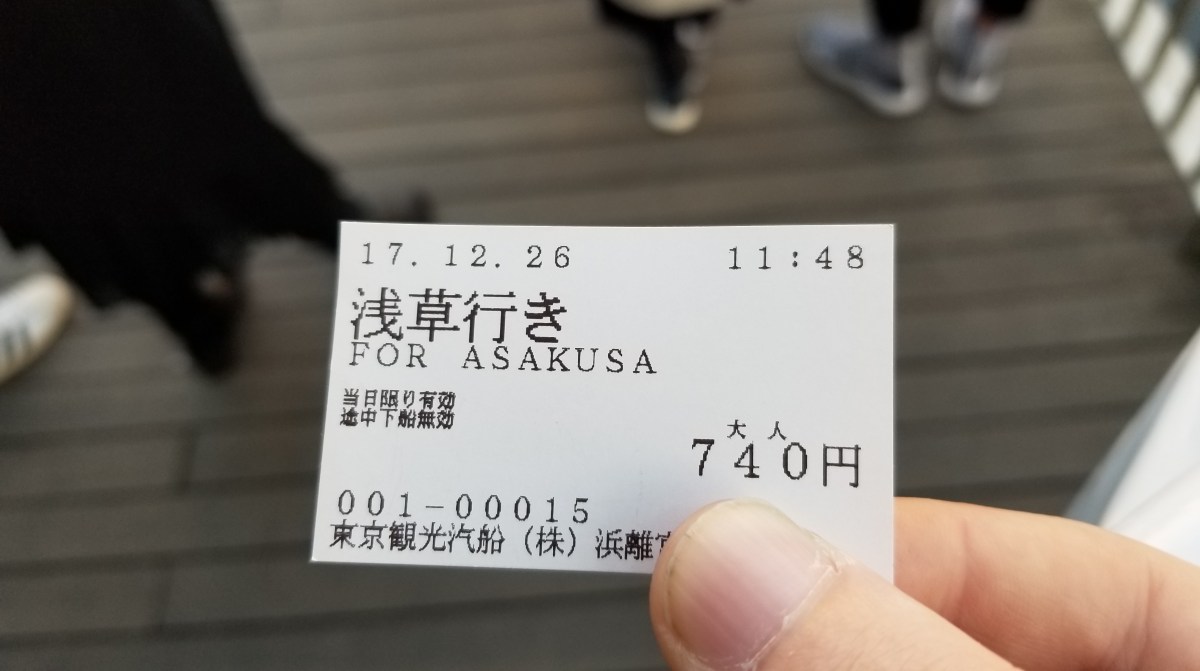 17.12.26 11:48
浅草行き
FOR ASAKUSA
当日限り有効
途中下船無効
大人
740円
001-00015
東京観光汽船（株）浜離宮